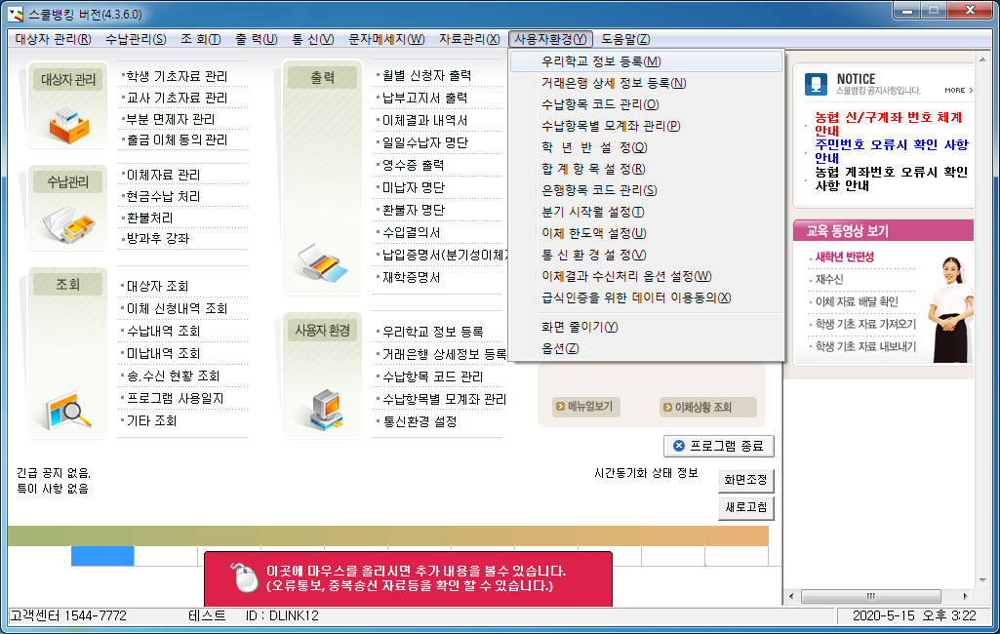 스쿨뱅킹 버전(4.3.6.0)
대상자 관리(R) 수납관리(S) 조 회(T) 출 력(U) 통 신(V) 문자메세지(W) 자료관리(X) 사용자환경(Y) 도움말(Z)
대상자 관리
학생 기초자료 관리
교사 기초자료 관리
부분 면제자 관리
출금 이체 동의 관리
수납관리
이체자료 관리
현금수납 처리
환불처리
방과후 강좌
조 회
대상자 조회
이체 신청내역 조회
수납내역 조회
미납내역 조회
송.수신 현황 조회
프로그램 사용일지
기타 조회
출 력
월별 신청자 출력
납부고지서 출력
이체결과 내역서
일일수납자 명단
영수증 출력
미납자 명단
환불자 명단
수입결의서
납입증명서(분기성이체자
재학증명서
사용자 환경
우리학교 정보 등록
거래은행 상세정보 등록
수납항목 코드 관리
수납항목별 모계좌 관리
통신환경 설정
우리학교 정보 등록(M)
거래은행 상세 정보 등록(N)
수납항목 코드 관리(O)
수납항목별 모계좌 관리(P)
학 년 반 설 정(Q)
합 계 항 목 설 정(R)
은행항목 코드 관리(S)
분기 시작월 설정(T)
이체 한도액 설정(U)
통 신 환 경 설 정(V)
이체결과 수신처리 옵션 설정(W)
급식인증을 위한 데이터 이용동의(X)
화면 줄이기(Y)
옵션(Z)
메뉴얼보기 이체상황 조회
프로그램 종료
긴급 공지 없음.
특이 사항 없음
시간동기화 상태 정보
화면조정
새로고침
NOTICE
스쿨뱅킹 공지사항입니다. MORE
농협 신/구계좌 번호 체계
안내
주민번호 오류시 확인 사항
안내
농협 계좌번호 오류시 확인
사항 안내
교육 동영상 보기
새학년 반편성
재수신
이체 자료 배달 확인
학생 기초 자료 가져오기
학생 기초 자료 내보내기
이곳에 마우스를 올리시면 추가 내용을 볼수 있습니다.
(오류통보, 중복송신 자료등을 확인 할 수 있습니다.)
고객센터 1544-7772 테스트 ID : DLINK12 2020-5-15 오후 3:22